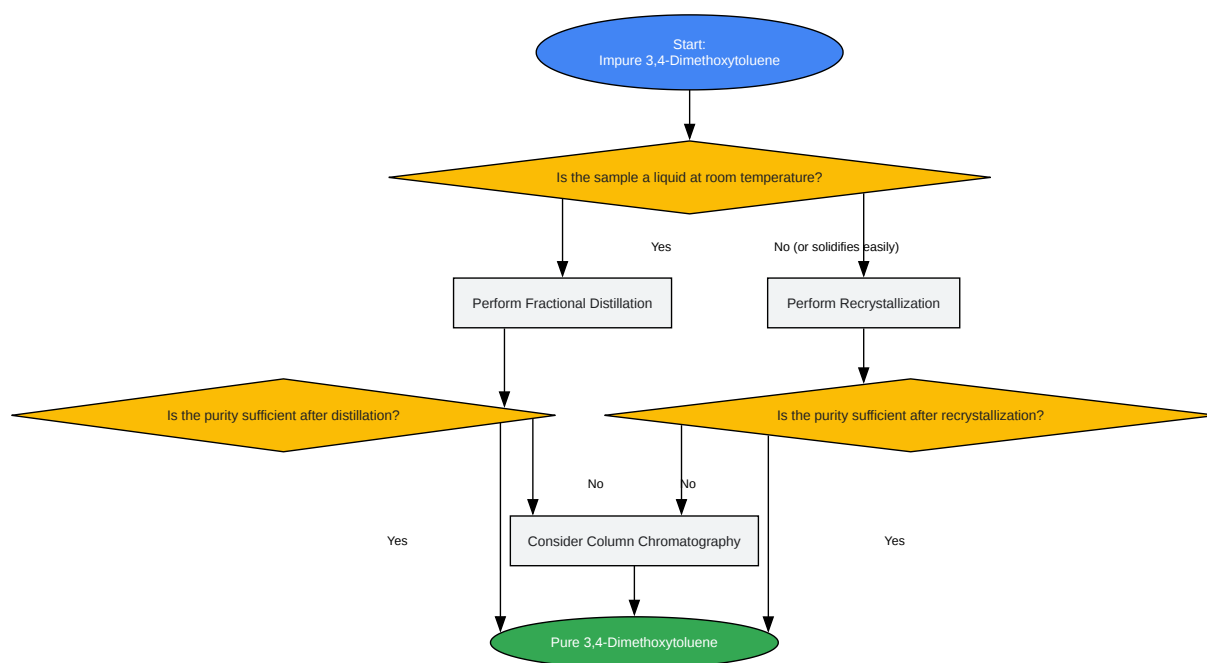 Start:
Impure 3,4-Dimethoxytoluene
Is the sample a liquid at room temperature?
Yes
No (or solidifies easily)
Perform Fractional Distillation
Perform Recrystallization
Is the purity sufficient after distillation?
Is the purity sufficient after recrystallization?
No
No
Yes
Consider Column Chromatography
Yes
Pure 3,4-Dimethoxytoluene